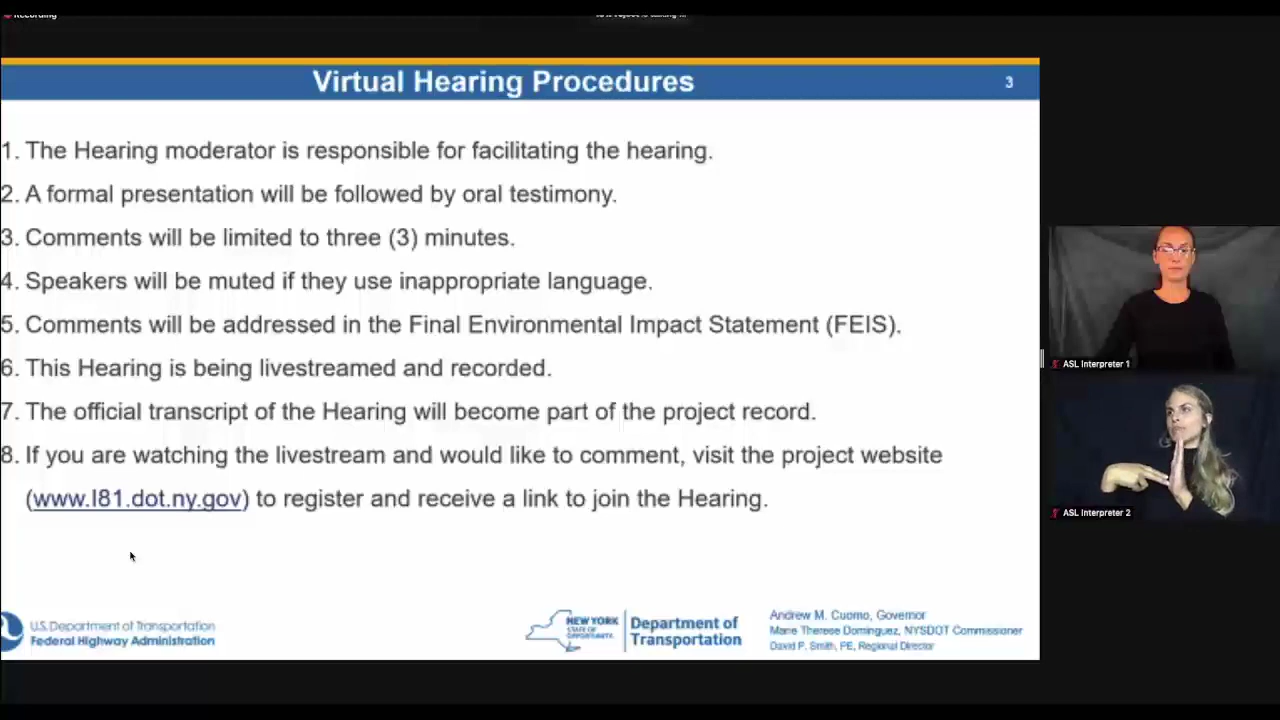 Recording
Virtual Hearing Procedures
3
1. The Hearing moderator is responsible for facilitating the hearing.
2. A formal presentation will be followed by oral testimony.
3. Comments will be limited to three (3) minutes.
4. Speakers will be muted if they use inappropriate language.
5. Comments will be addressed in the Final Environmental Impact Statement (FEIS).
6. This Hearing is being livestreamed and recorded.
7. The official transcript of the Hearing will become part of the project record.
8. If you are watching the livestream and would like to comment, visit the project website
(www.I81.dot.ny.gov) to register and receive a link to join the Hearing.
ASL Interpreter 1
ASL Interpreter 2
U.S. Department of Transportation
Federal Highway Administration
NEW YORK
STATE OF
OPPORTUNITY.
Department of
Transportation
Andrew M. Cuomo, Governor
Marie Therese Dominguez, NYSDOT Commissioner
David P. Smith, PE, Regional Director